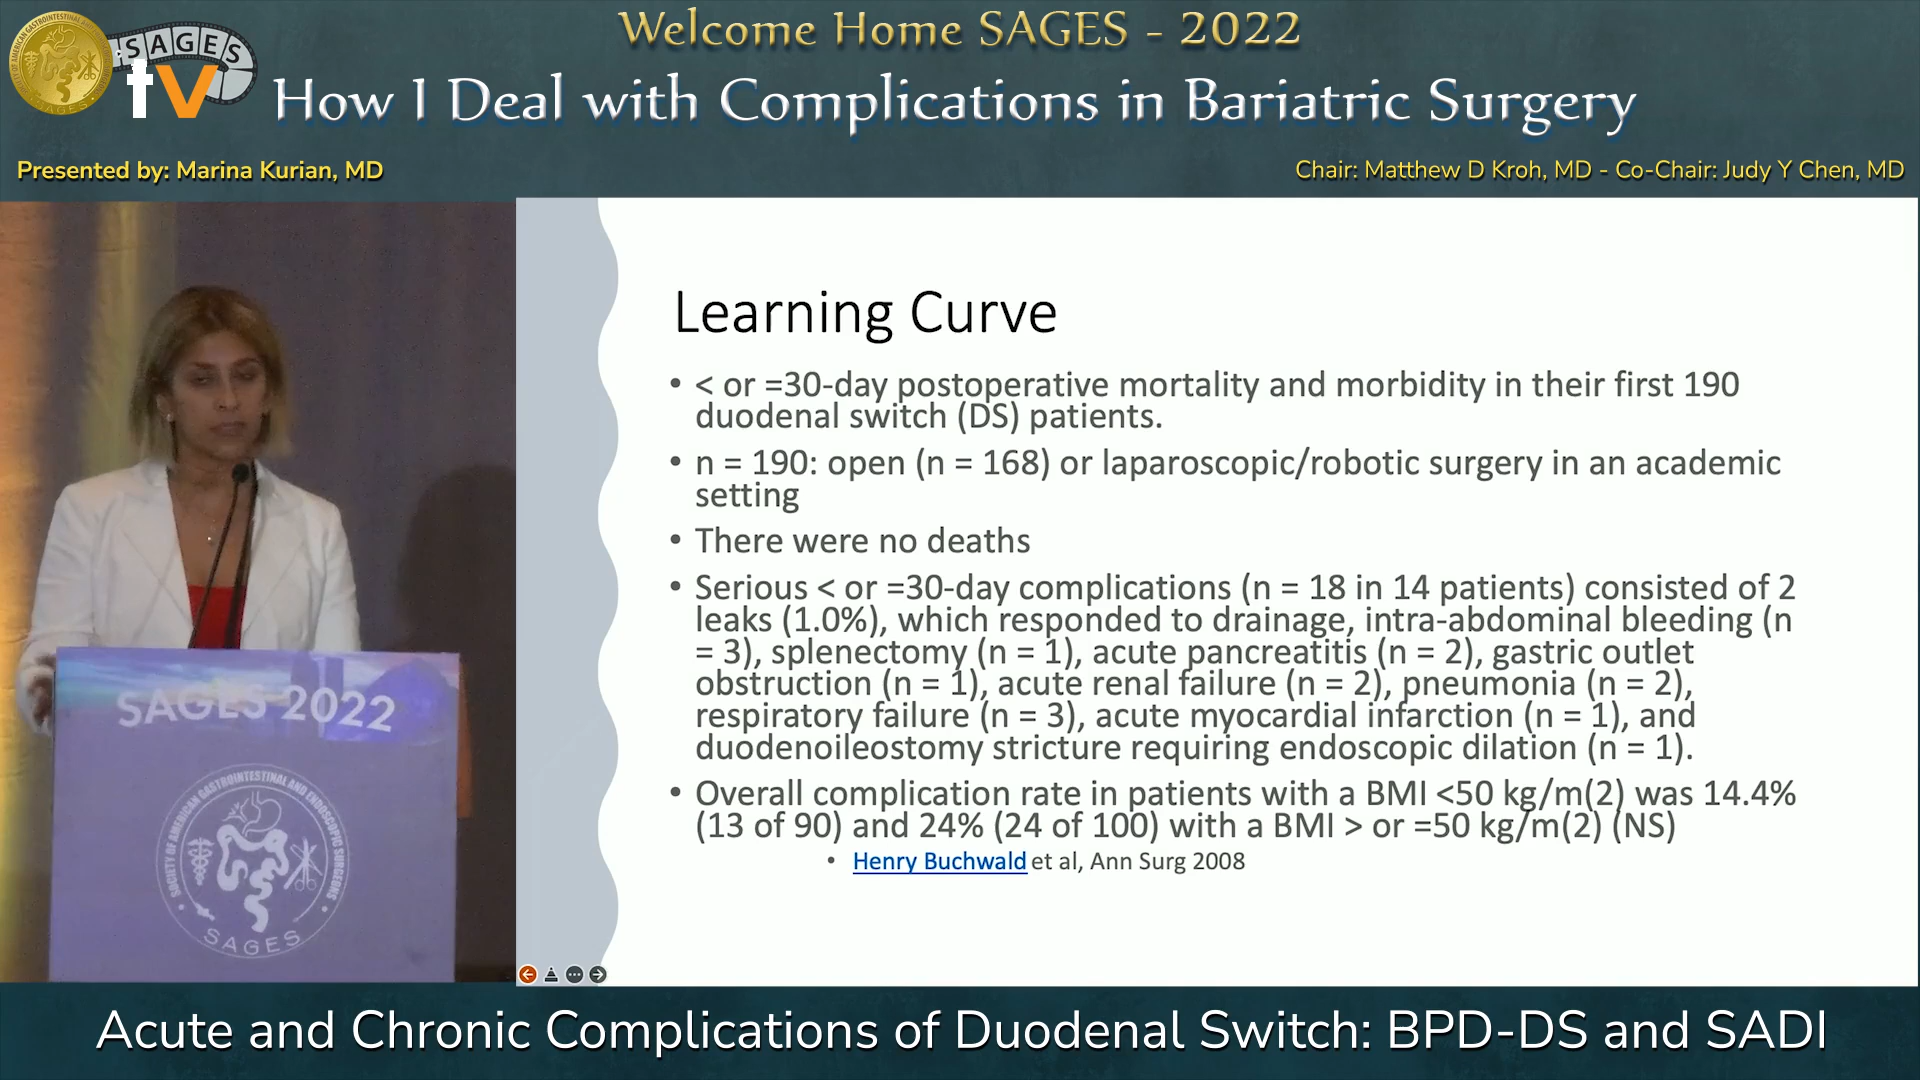 Welcome Home SAGES - 2022
SAGES
tv
How I Deal with Complications in Bariatric Surgery
Presented by: Marina Kurian, MD
Chair: Matthew D Kroh, MD - Co-Chair: Judy Y Chen, MD
Learning Curve
• < or =30-day postoperative mortality and morbidity in their first 190
duodenal switch (DS) patients.
• n = 190: open (n = 168) or laparoscopic/robotic surgery in an academic
setting
• There were no deaths
• Serious < or =30-day complications (n = 18 in 14 patients) consisted of 2
leaks (1.0%), which responded to drainage, intra-abdominal bleeding (n
= 3), splenectomy (n = 1), acute pancreatitis (n = 2), gastric outlet
obstruction (n = 1), acute renal failure (n = 2), pneumonia (n = 2),
respiratory failure (n = 3), acute myocardial infarction (n = 1), and
duodenoileostomy stricture requiring endoscopic dilation (n = 1).
• Overall complication rate in patients with a BMI <50 kg/m(2) was 14.4%
(13 of 90) and 24% (24 of 100) with a BMI > or =50 kg/m(2) (NS)
• Henry Buchwald et al, Ann Surg 2008
SAGES 2022
SOCIETY OF AMERICAN GASTROINTESTINAL AND ENDOSCOPIC SURGEONS
SAGES
Acute and Chronic Complications of Duodenal Switch: BPD-DS and SADI